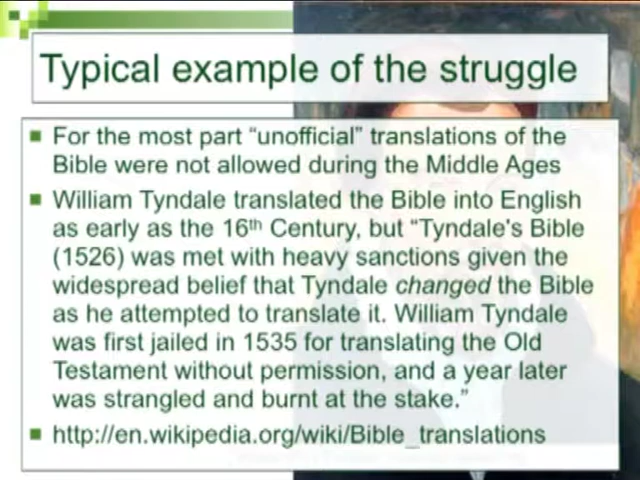 Typical example of the struggle
For the most part “unofficial” translations of the
Bible were not allowed during the Middle Ages
William Tyndale translated the Bible into English
as early as the 16th Century, but “Tyndale's Bible
(1526) was met with heavy sanctions given the
widespread belief that Tyndale changed the Bible
as he attempted to translate it. William Tyndale
was first jailed in 1535 for translating the Old
Testament without permission, and a year later
was strangled and burnt at the stake.”
http://en.wikipedia.org/wiki/Bible_translations